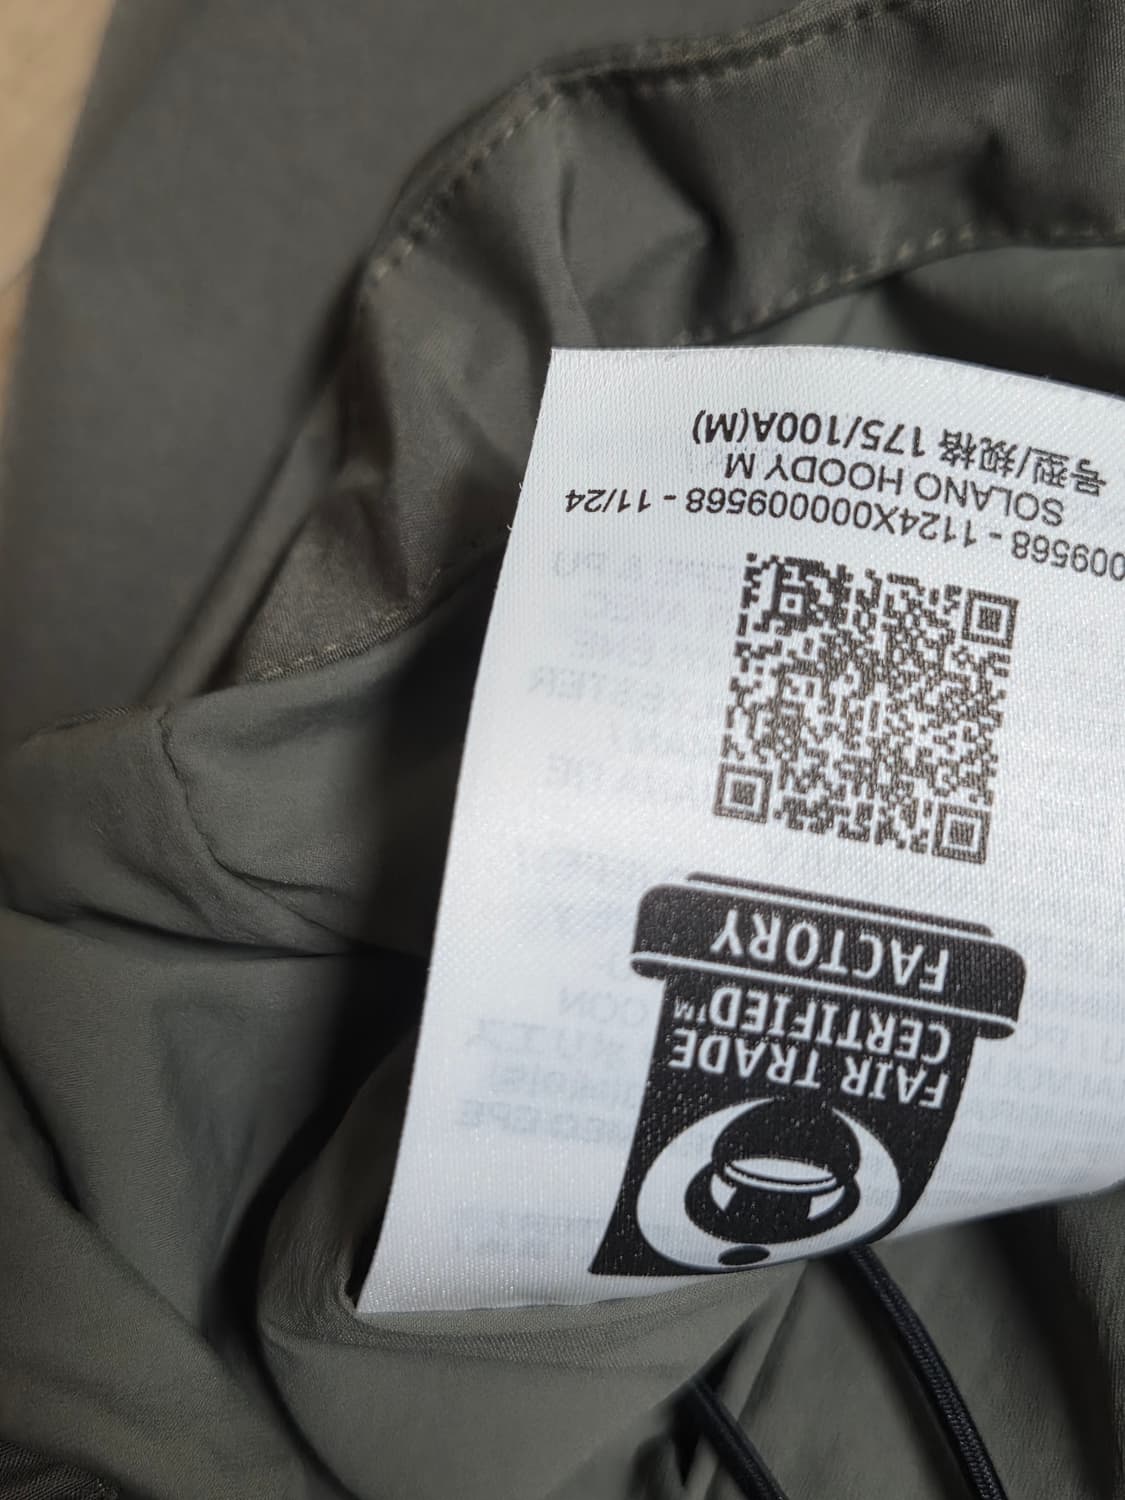 FAIR TRADE
CERTIFIED™
FACTORY
009568 - 1124X000009568 - 11/24
SOLANO HOODY M
号型/规格 175/100A(M)